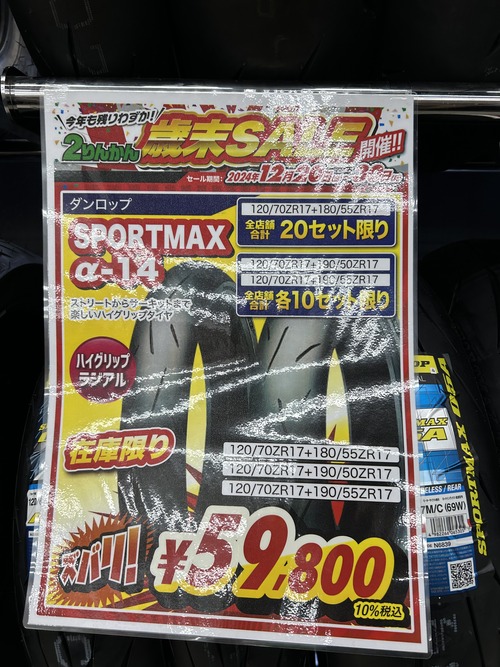 今年も残りわずか!
2りんかん
歳末SALE
開催!!
セール期間:
2024年12月
ダンロップ
SPORTMAX
α-14
ストリートからサーキットまで
楽しいハイグリップタイヤ
120/70ZR17+180/55ZR17
全店舗合計 20セット限り
120/70ZR17+190/50ZR17
120/70ZR17+190/55ZR17
全店舗合計 各10セット限り
ハイグリップ
ラジアル
在庫限り
120/70ZR17+180/55ZR17
120/70ZR17+190/50ZR17
120/70ZR17+190/55ZR17
ズバリ!
¥59,800
10%税込
7M/C (69W)
N6839
SPORTMAX